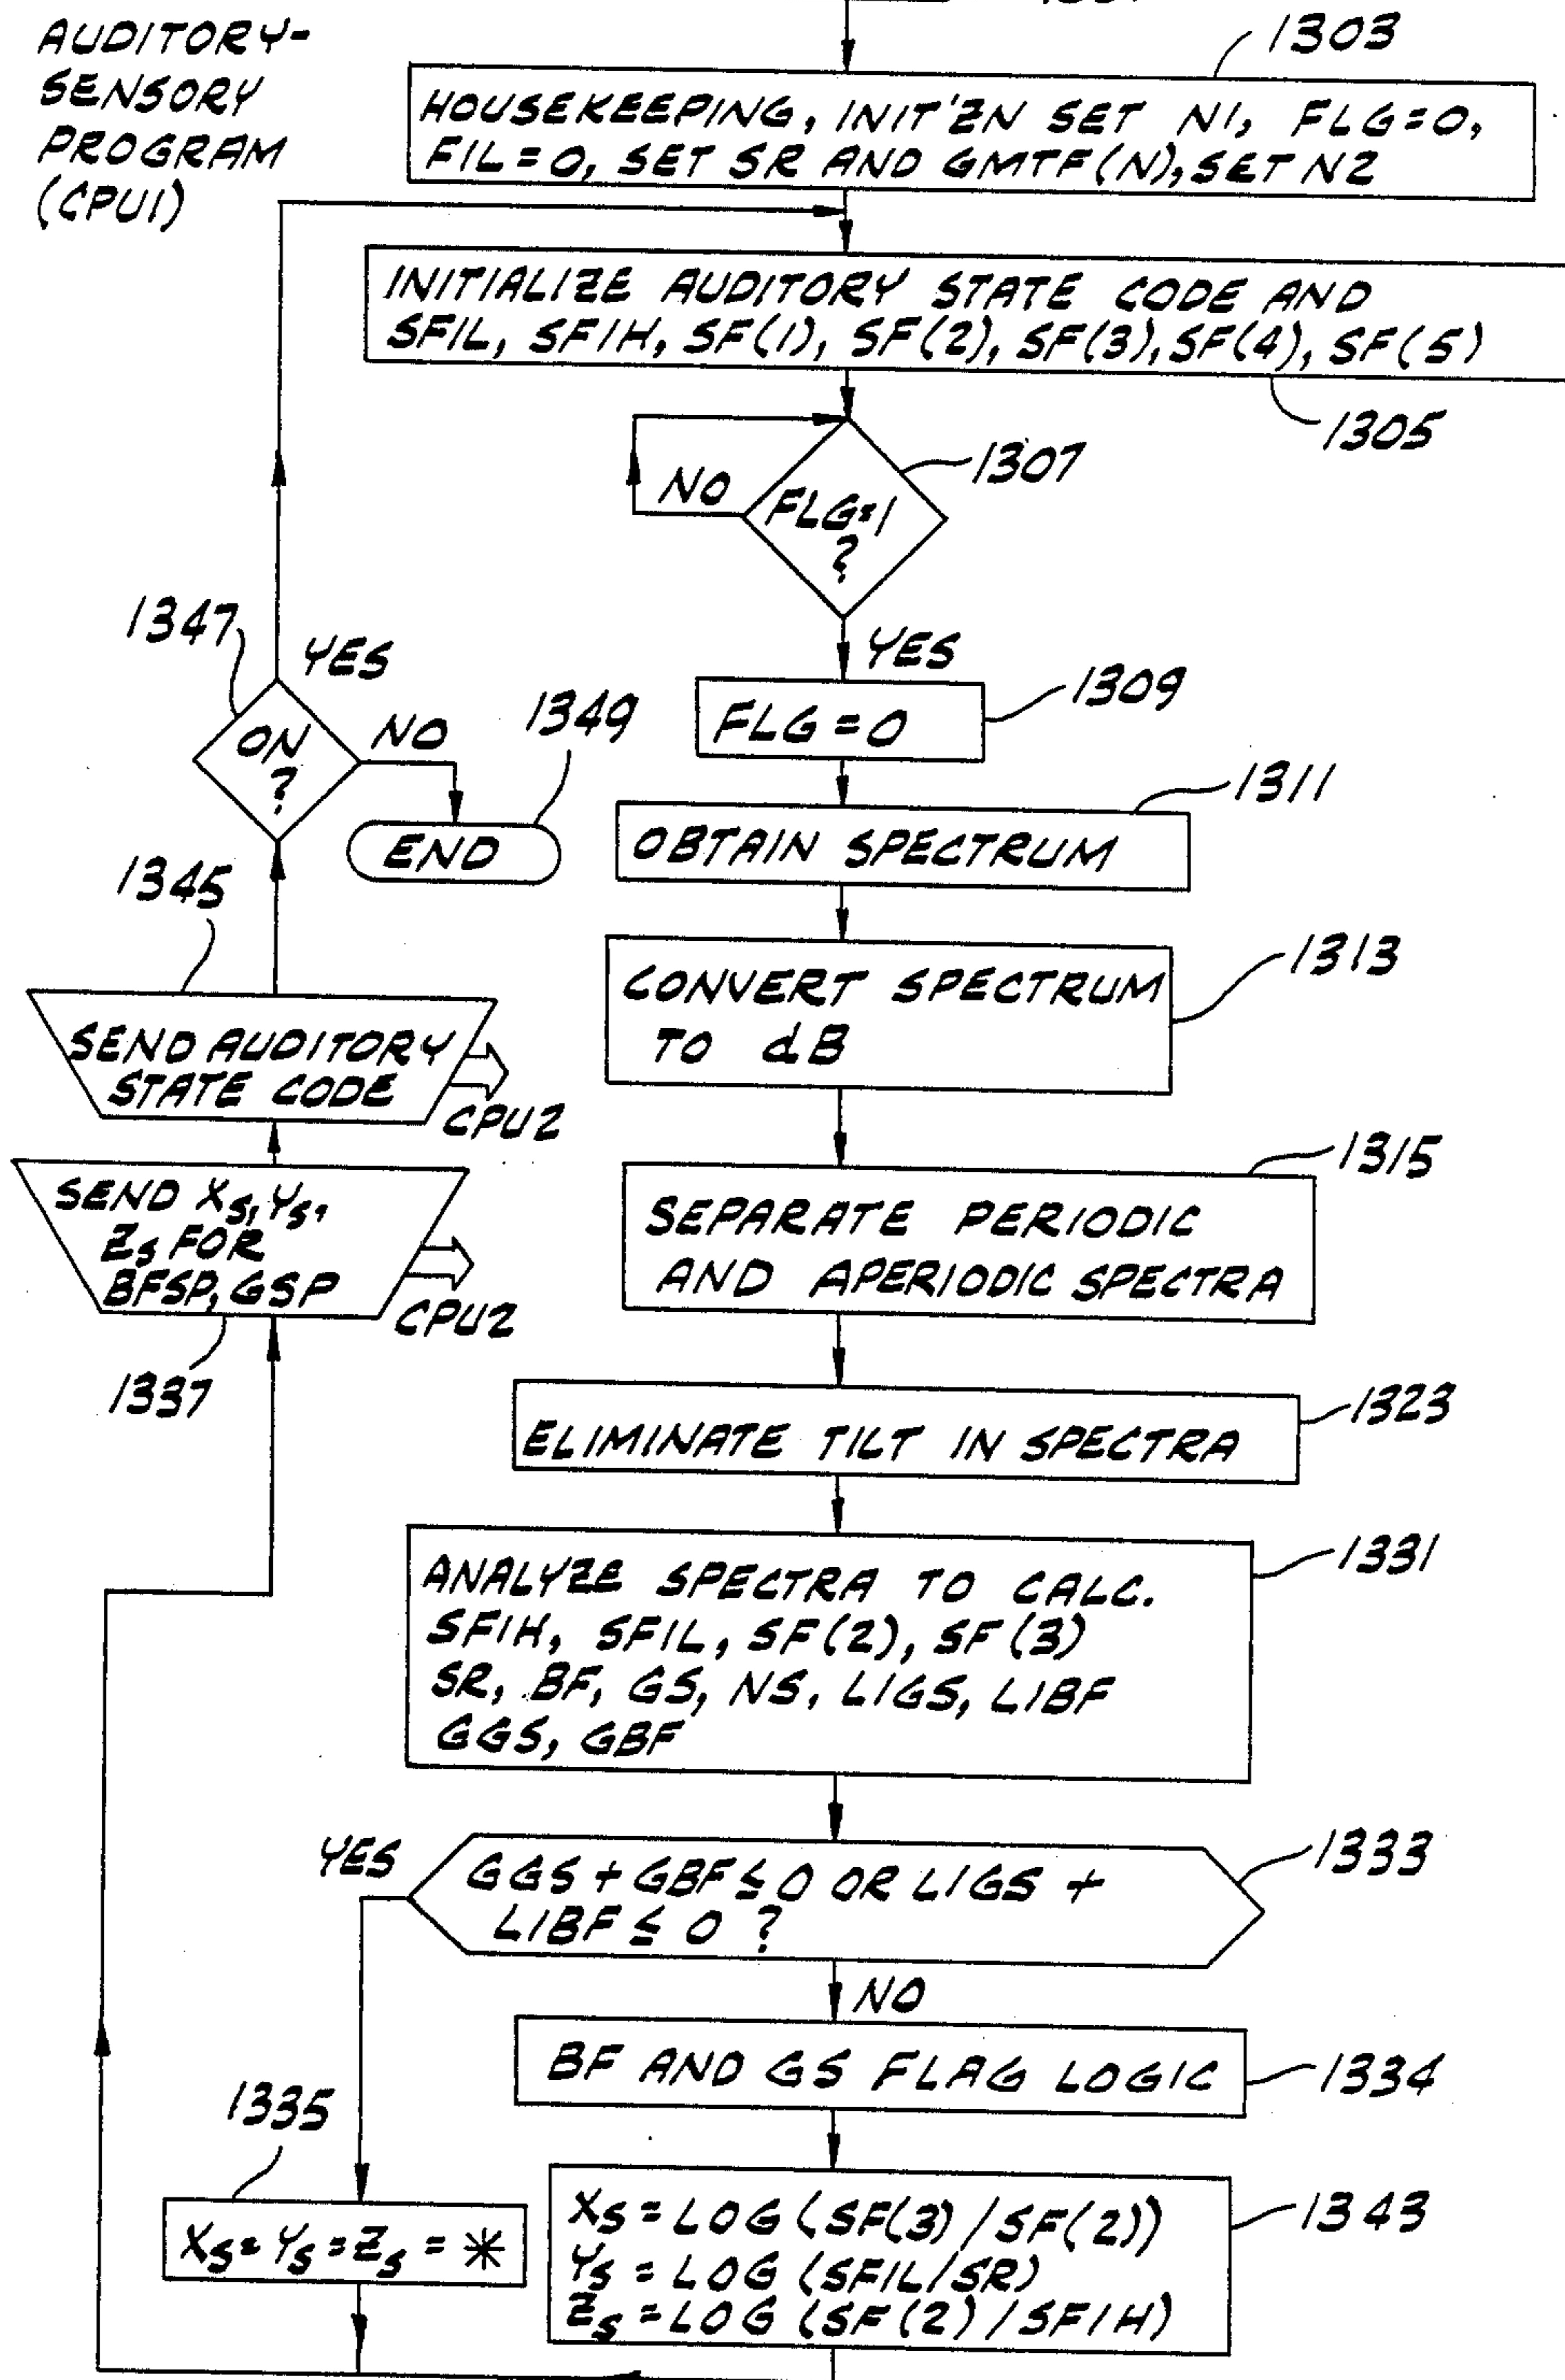 AUDITORY-
SENSORY
PROGRAM
(CPU1)
1303
HOUSEKEEPING, INIT'ZN SET N1, FLG=0,
FIL=0, SET SR AND GMTF(N), SET N2
INITIALIZE AUDITORY STATE CODE AND
SF1L, SF1H, SF(1), SF(2), SF(3), SF(4), SF(5)
1305
1307
NO
FLG=1
?
YES
1309
FLG=0
1347
YES
ON
?
NO
1349
END
1311
OBTAIN SPECTRUM
1313
CONVERT SPECTRUM
TO dB
1345
SEND AUDITORY
STATE CODE
CPU2
1315
SEPARATE PERIODIC
AND APERIODIC SPECTRA
SEND Xs, Ys,
Zs FOR
BFSP, GSP
CPU2
1337
1323
ELIMINATE TILT IN SPECTRA
1331
ANALYZE SPECTRA TO CALC.
SF1H, SF1L, SF(2), SF(3)
SR, BF, GS, NS, LIGS, LIBF
GGS, GBF
1333
YES
GGS + GBF ≤ 0 OR LIGS +
LIBF ≤ 0 ?
NO
BF AND GS FLAG LOGIC
1334
1335
Xs = Ys = Zs = *
1343
Xs = LOG (SF(3) / SF(2))
Ys = LOG (SF1L/SR)
Zs = LOG (SF(2) / SF1H)